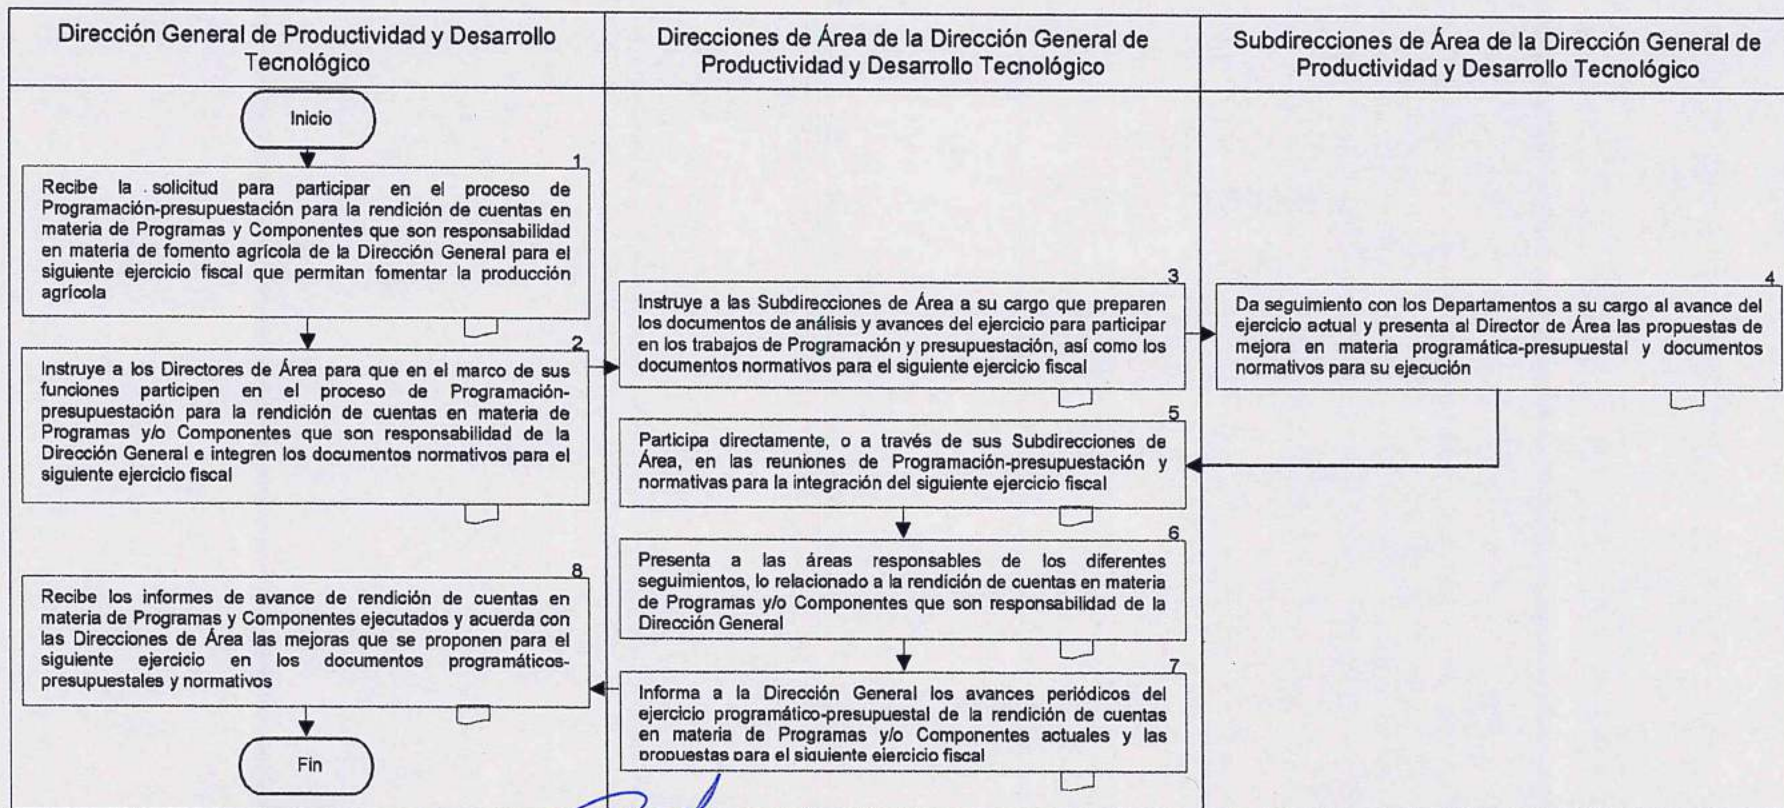 Dirección General de Productividad y Desarrollo
Tecnológico
Direcciones de Área de la Dirección General de
Productividad y Desarrollo Tecnológico
Subdirecciones de Área de la Dirección General de
Productividad y Desarrollo Tecnológico
Inicio
1
Recibe la solicitud para participar en el proceso de
Programación-presupuestación para la rendición de cuentas en
materia de Programas y Componentes que son responsabilidad
en materia de fomento agrícola de la Dirección General para el
siguiente ejercicio fiscal que permitan fomentar la producción
agrícola
2
Instruye a los Directores de Área para que en el marco de sus
funciones participen en el proceso de Programación-
presupuestación para la rendición de cuentas en materia de
Programas y/o Componentes que son responsabilidad de la
Dirección General e integren los documentos normativos para el
siguiente ejercicio fiscal
3
Instruye a las Subdirecciones de Área a su cargo que preparen
los documentos de análisis y avances del ejercicio para participar
en los trabajos de Programación y presupuestación, así como los
documentos normativos para el siguiente ejercicio fiscal
4
Da seguimiento con los Departamentos a su cargo al avance del
ejercicio actual y presenta al Director de Área las propuestas de
mejora en materia programática-presupuestal y documentos
normativos para su ejecución
5
Participa directamente, o a través de sus Subdirecciones de
Área, en las reuniones de Programación-presupuestación y
normativas para la integración del siguiente ejercicio fiscal
6
Presenta a las áreas responsables de los diferentes
seguimientos, lo relacionado a la rendición de cuentas en materia
de Programas y/o Componentes que son responsabilidad de la
Dirección General
7
Informa a la Dirección General los avances periódicos del
ejercicio programático-presupuestal de la rendición de cuentas
en materia de Programas y/o Componentes actuales y las
propuestas para el siguiente ejercicio fiscal
8
Recibe los informes de avance de rendición de cuentas en
materia de Programas y Componentes ejecutados y acuerda con
las Direcciones de Área las mejoras que se proponen para el
siguiente ejercicio en los documentos programáticos-
presupuestales y normativos
Fin